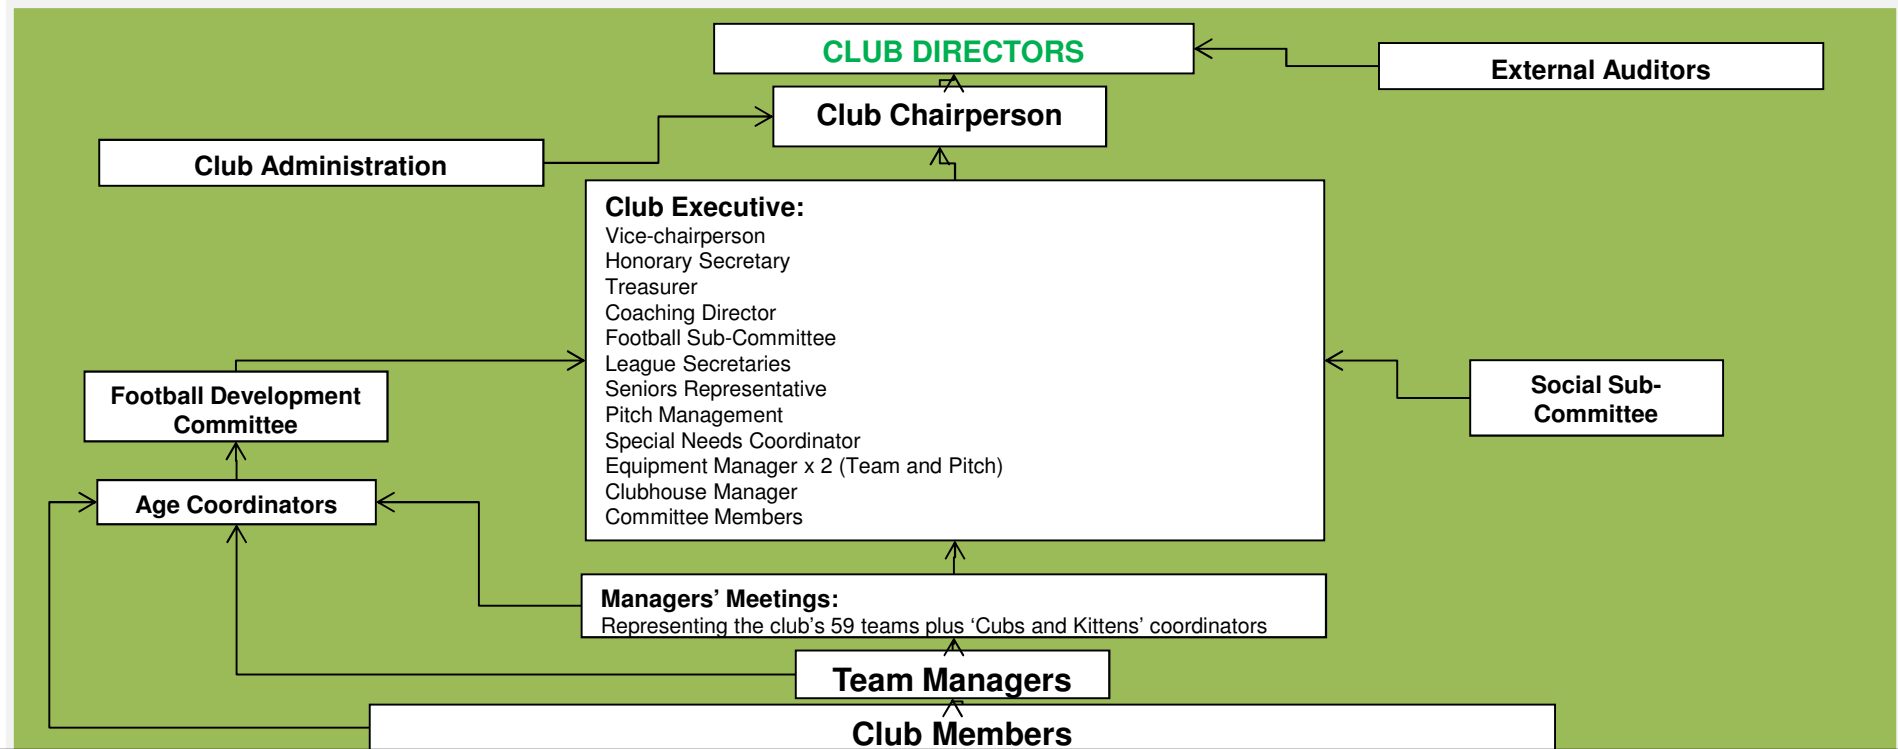 CLUB DIRECTORS
External Auditors
Club Chairperson
Club Administration
Club Executive:
Vice-chairperson
Honorary Secretary
Treasurer
Coaching Director
Football Sub-Committee
League Secretaries
Seniors Representative
Pitch Management
Special Needs Coordinator
Equipment Manager x 2 (Team and Pitch)
Clubhouse Manager
Committee Members
Football Development
Committee
Social Sub-
Committee
Age Coordinators
Managers’ Meetings:
Representing the club’s 59 teams plus ‘Cubs and Kittens’ coordinators
Team Managers
Club Members